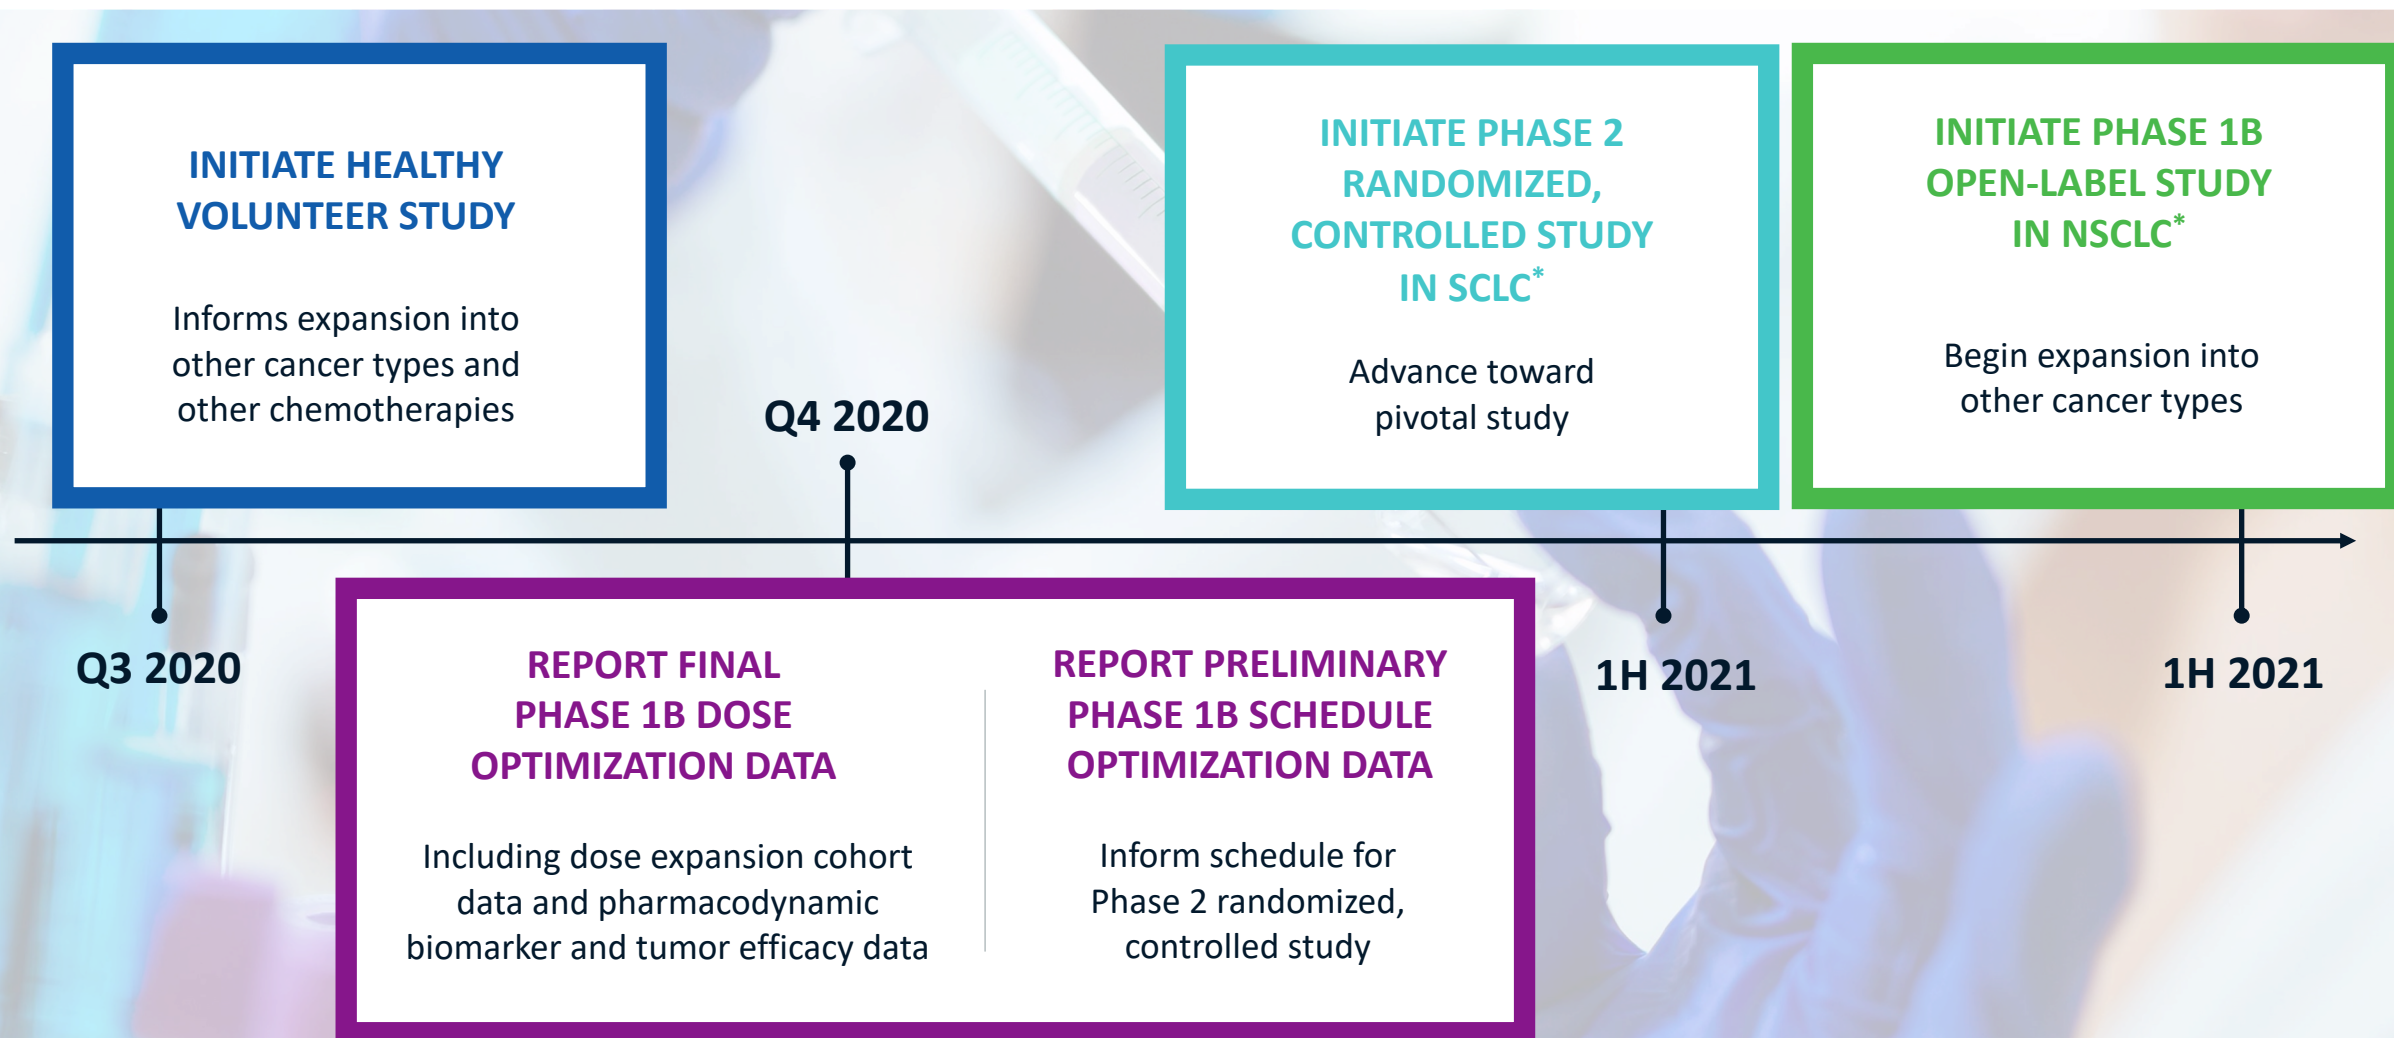 INITIATE HEALTHY
VOLUNTEER STUDY
Informs expansion into
other cancer types and
other chemotherapies
Q3 2020
Q4 2020
REPORT FINAL
PHASE 1B DOSE
OPTIMIZATION DATA
Including dose expansion cohort
data and pharmacodynamic
biomarker and tumor efficacy data
REPORT PRELIMINARY
PHASE 1B SCHEDULE
OPTIMIZATION DATA
Inform schedule for
Phase 2 randomized,
controlled study
INITIATE PHASE 2
RANDOMIZED,
CONTROLLED STUDY
IN SCLC*
Advance toward
pivotal study
1H 2021
INITIATE PHASE 1B
OPEN-LABEL STUDY
IN NSCLC*
Begin expansion into
other cancer types
1H 2021